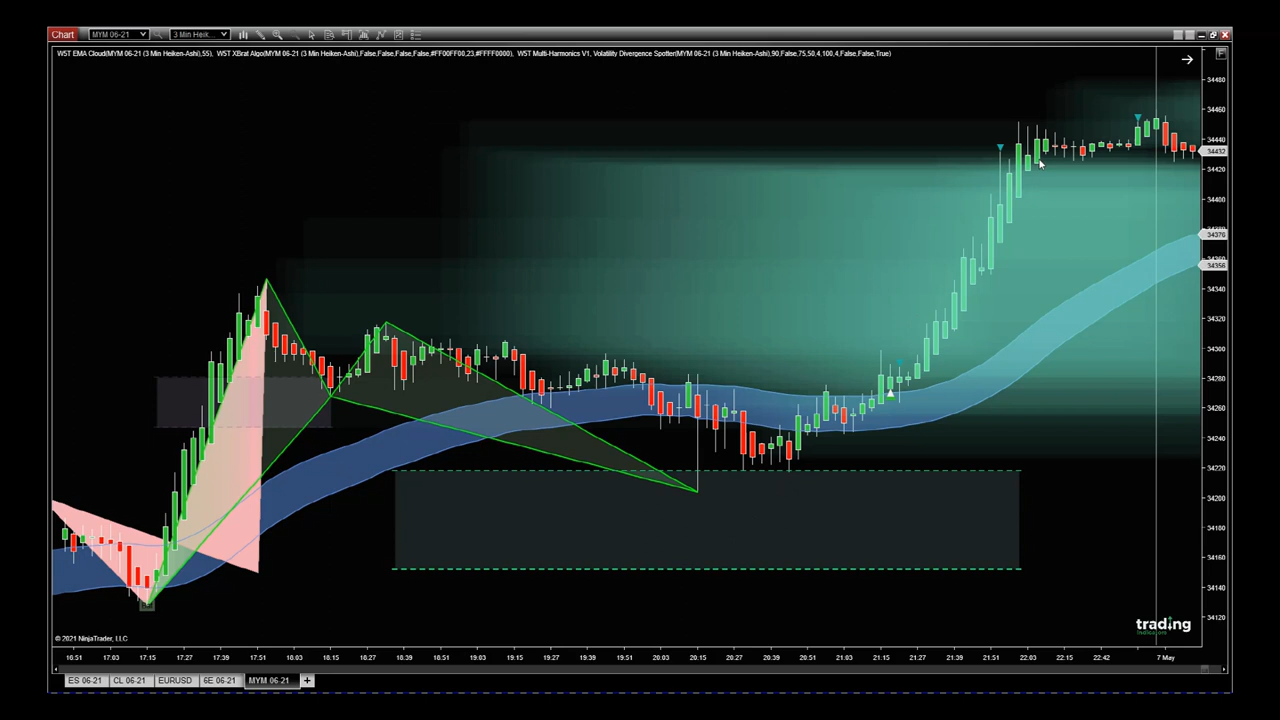 Chart MYM 06-21 3 Min Heik...
WST EMA Cloud(MYM 06-21 (3 Min Heiken-Ashi),55), WST XBrat Algo(MYM 06-21 (3 Min Heiken-Ashi),False,False,False,False,#FF00FF00,23,#FFFF0000), WST Multi-Harmonics V1, Volatility Divergence Spotter(MYM 06-21 (3 Min Heiken-Ashi),90,False,75,50,4,100,4,False,False,True)
F
34480
34460
34440
34432
34420
34400
34376
34356
34340
34320
34300
34280
34260
34240
34220
34200
34180
34160
34140
34120
trading
Indicators
© 2021 NinjaTrader, LLC
16:51 17:03 17:15 17:27 17:39 17:51 18:03 18:15 18:27 18:39 18:51 19:03 19:15 19:27 19:39 19:51 20:03 20:15 20:27 20:39 20:51 21:03 21:15 21:27 21:39 21:51 22:03 22:15 22:42 7 May
ES 06-21 CL 06-21 EURUSD 6E 06-21 MYM 06-21 +